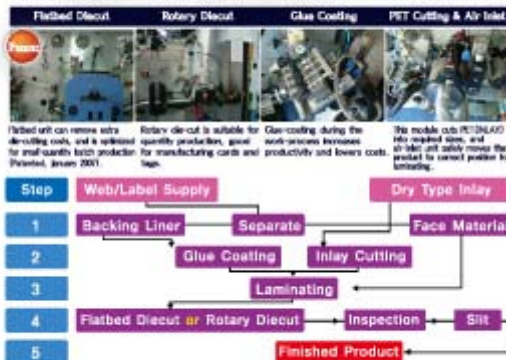 Flatbed Diecut
Rotary Diecut
Glue Coating
PET Cutting & Air Inlet
Patent
Flatbed unit can remove extra
die-cutting costs, and is optimized
for small quantity batch production
(Patented, January 2007).
Rotary die-cut is suitable for
quantity production, good
for manufacturing cards and
tags.
Glue-coating during the
work-process increases
productivity and lowers costs.
This module cuts PET(INLAY)
into required sizes, and
air inlet unit safely moves the
product to correct position for
laminating.
Step
Web/Label Supply
Dry Type Inlay
1
Backing Liner
Separate
Face Material
2
Glue Coating
Inlay Cutting
3
Laminating
4
Flatbed Diecut or Rotary Diecut
Inspection
Slit
5
Finished Product